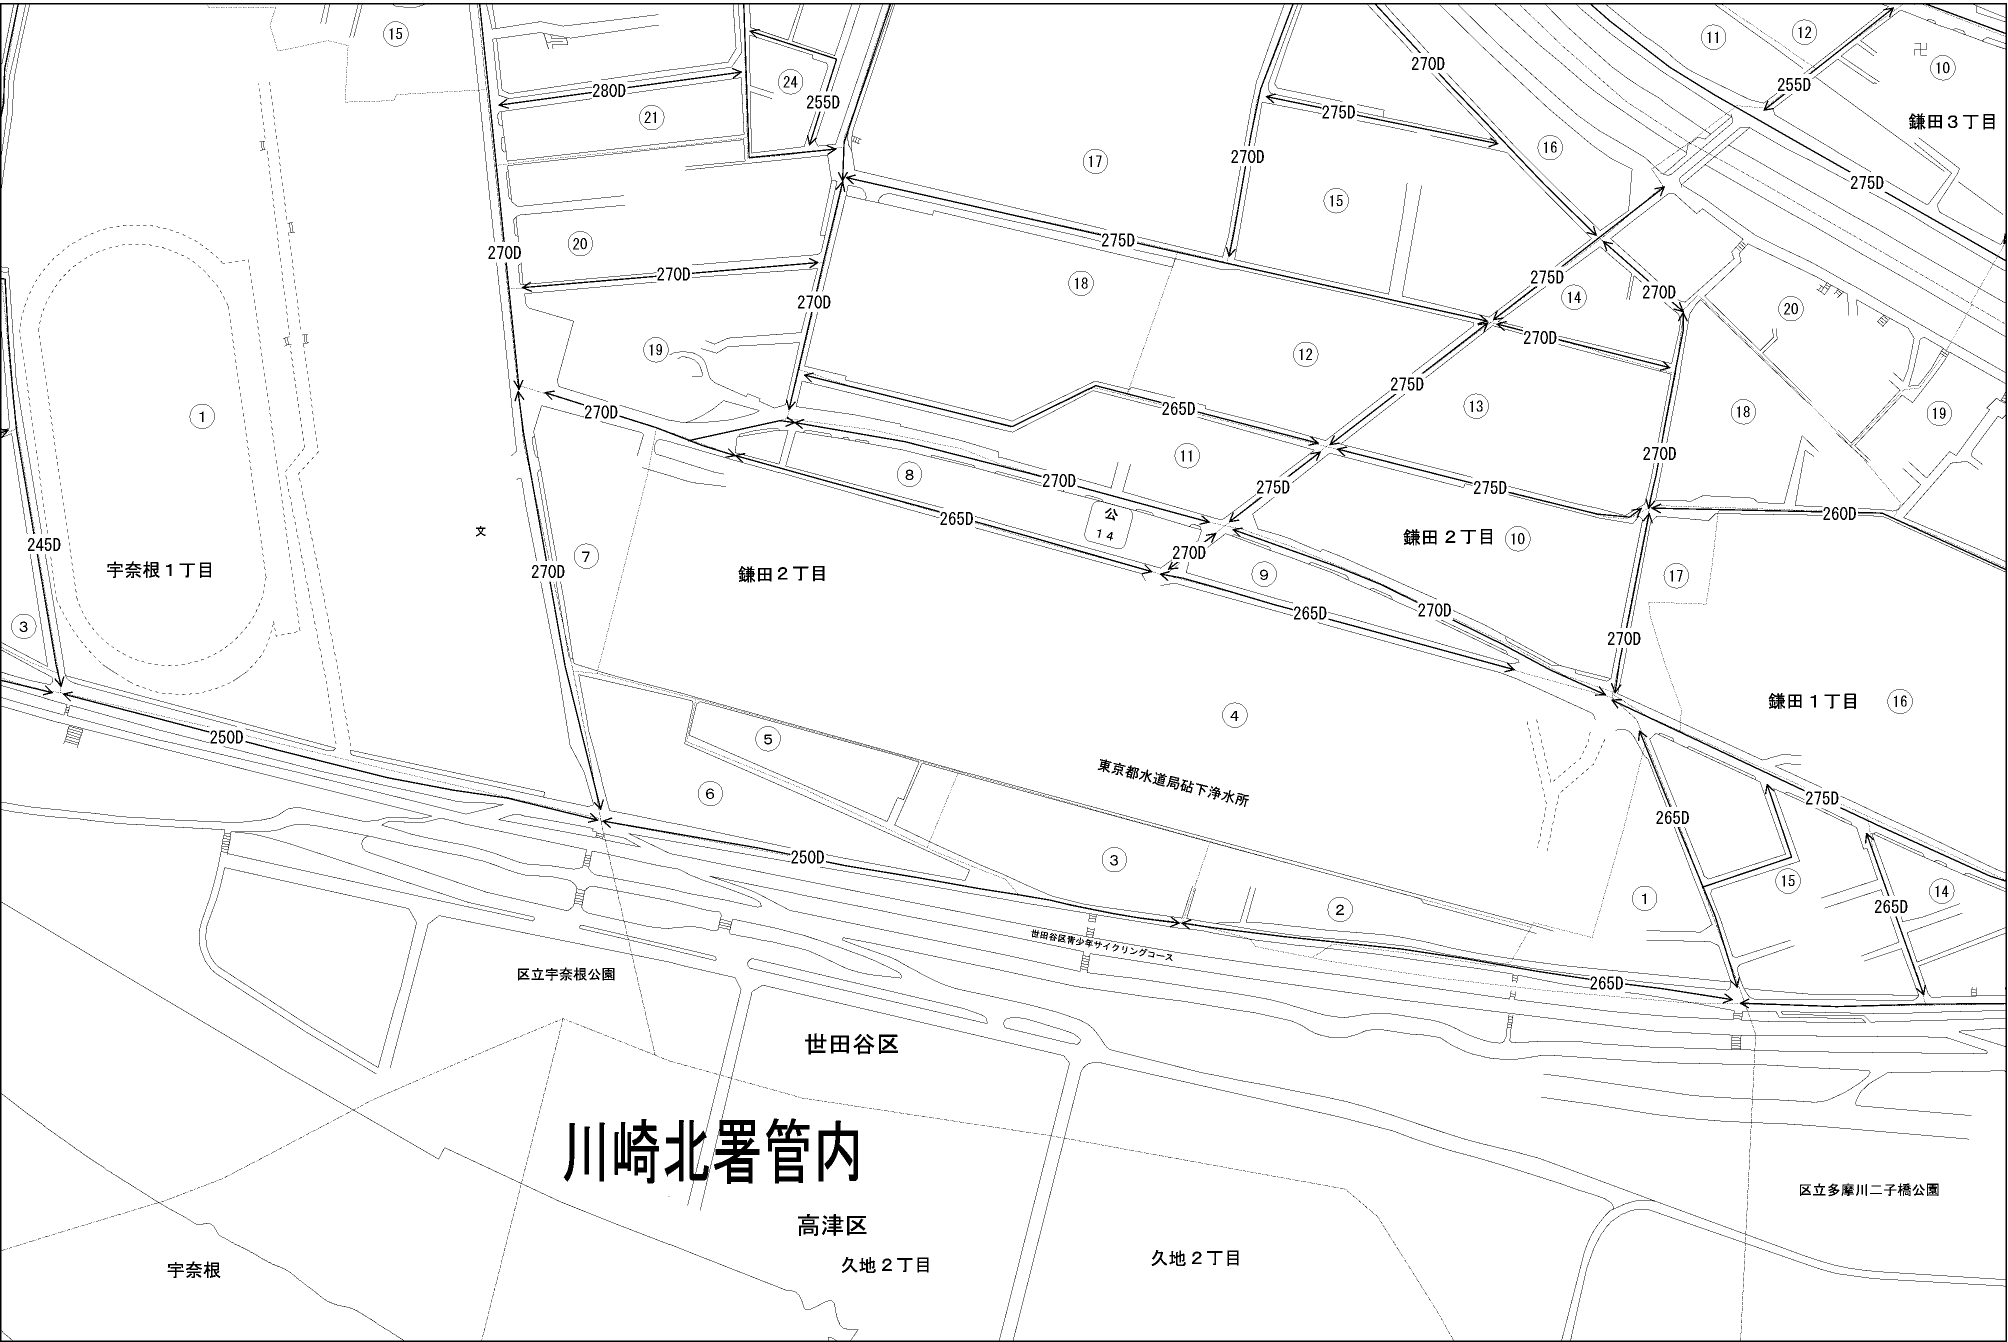 15
24
280D
255D
21
270D
20
270D
270D
19
17
275D
18
275D
270D
15
270D
16
11
12
10
255D
鎌田３丁目
275D
275D
14
270D
270D
20
12
275D
13
265D
11
275D
275D
270D
18
19
260D
1
文
245D
宇奈根１丁目
3
250D
270D
7
270D
8
270D
265D
公
14
鎌田２丁目
鎌田２丁目
10
270D
9
265D
270D
270D
17
鎌田１丁目
16
4
東京都水道局砧下浄水所
5
6
250D
3
2
1
275D
265D
15
265D
14
265D
世田谷区青少年サイクリングコース
区立宇奈根公園
世田谷区
川崎北署管内
高津区
久地２丁目
久地２丁目
宇奈根
区立多摩川二子橋公園